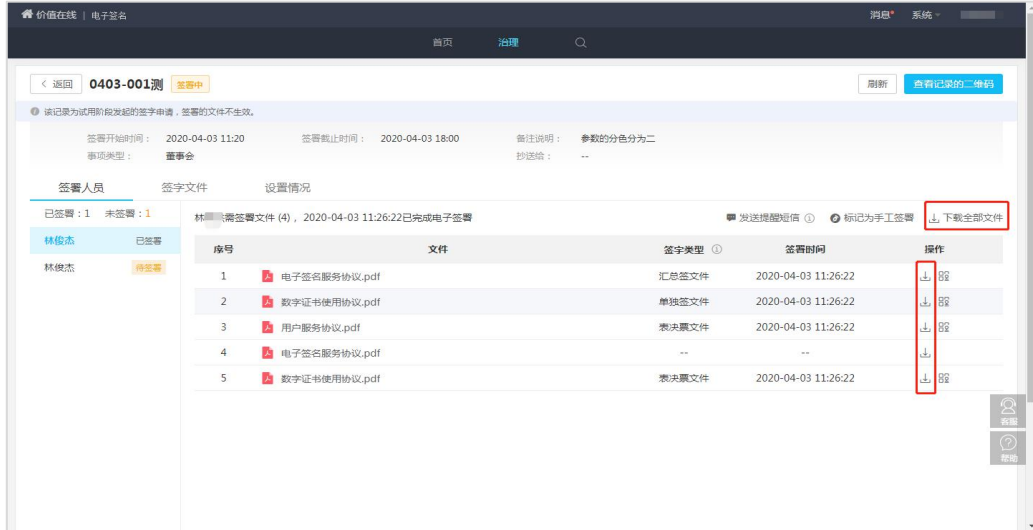 价值在线 | 电子签名 消息 系统
首页 治理
< 返回 0403-001测 签署中 刷新 查看记录的二维码
该记录为试用阶段发起的签字申请，签署的文件不生效。
签署开始时间： 2020-04-03 11:20 签署截止时间： 2020-04-03 18:00 备注说明： 参数的分色分为二
事项类型： 董事会 抄送给： --
签署人员 签字文件 设置情况
已签署：1 未签署：1 林 需签署文件 (4) ，2020-04-03 11:26:22已完成电子签署 发送提醒短信 标记为手工签署 下载全部文件
林俊杰 已签署
林俊杰 待签署
序号 文件 签字类型 签署时间 操作
1 电子签名服务协议.pdf 汇总签文件 2020-04-03 11:26:22
2 数字证书使用协议.pdf 单独签文件 2020-04-03 11:26:22
3 用户服务协议.pdf 表决票文件 2020-04-03 11:26:22
4 电子签名服务协议.pdf -- --
5 数字证书使用协议.pdf 表决票文件 2020-04-03 11:26:22
客服
帮助